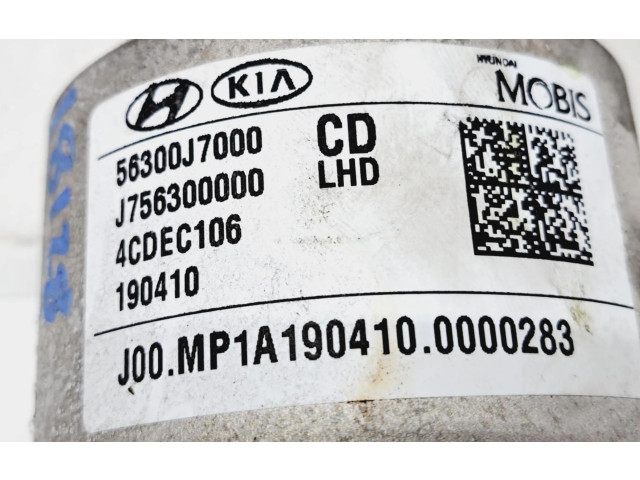 KIA
HYUNDAI
MOBIS
56300J7000
CD
J756300000
LHD
4CDEC106
190410
J00.MP1A190410.0000283